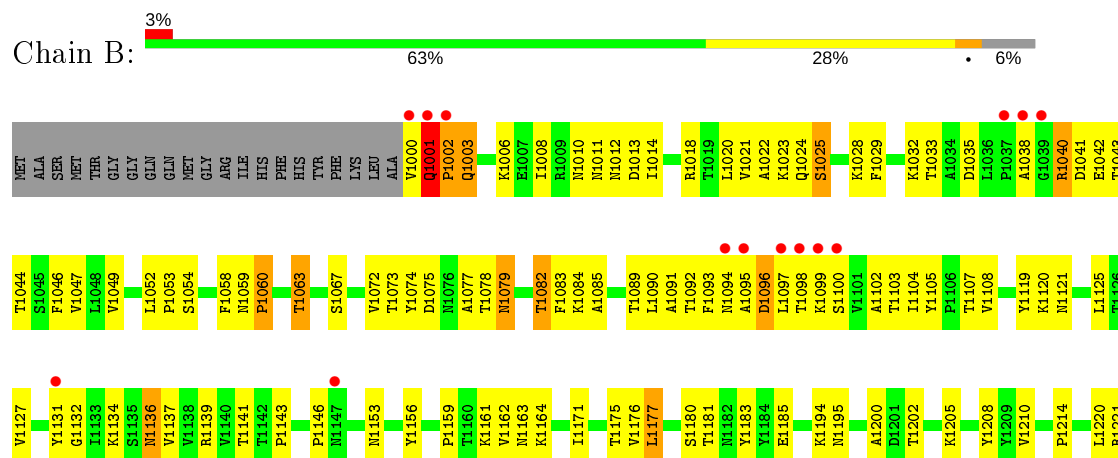 3%
Chain B:
63% 28% • 6%
MET ALA SER MET THR GLY GLY GLN GLN MET GLY ARG ILE HIS HIS PHE HIS TYR PHE LYS LEU ALA V1000 Q1001 P1002 Q1003 K1006 E1007 I1008 R1009 N1010 N1011 N1012 D1013 I1014 R1018 T1019 L1020 V1021 A1022 K1023 Q1024 S1025 K1028 F1029 K1032 T1033 A1034 D1035 L1036 P1037 A1038 G1039 R1040 D1041 E1042 T1043
T1044 S1045 F1046 V1047 L1048 V1049 L1052 P1053 S1054 F1058 N1059 P1060 T1063 S1067 V1072 T1073 Y1074 D1075 N1076 A1077 T1078 N1079 T1082 F1083 K1084 A1085 T1089 L1090 A1091 T1092 F1093 N1094 A1095 D1096 L1097 T1098 K1099 S1100 V1101 A1102 T1103 I1104 Y1105 P1106 T1107 V1108 Y1119 K1120 N1121 L1125 T1126
V1127 Y1131 G1132 I1133 K1134 S1135 N1136 V1137 V1138 R1139 V1140 T1141 T1142 P1143 P1146 N1147 N1153 Y1156 P1159 T1160 K1161 V1162 N1163 K1164 I1171 T1175 V1176 L1177 S1180 T1181 N1182 Y1183 Y1184 E1185 K1194 N1195 A1200 D1201 T1202 K1205 Y1208 Y1209 V1210 P1214 L1220 R1221